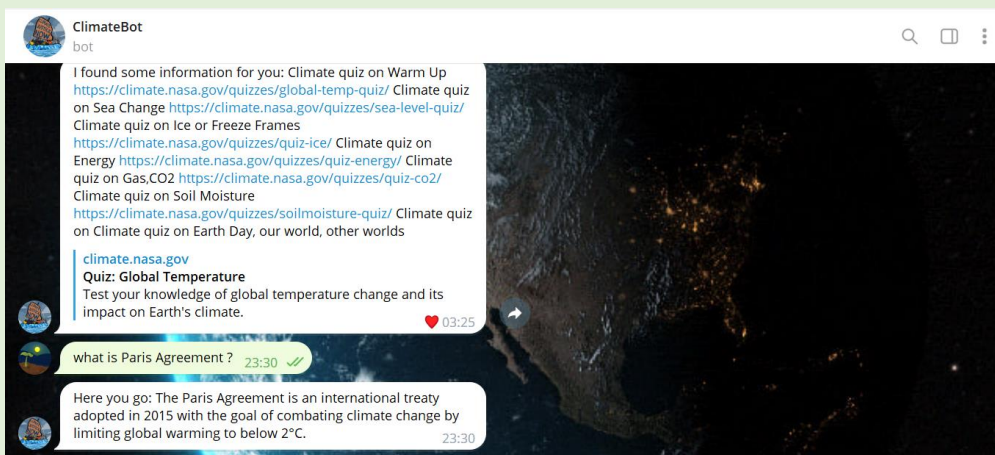 ClimateBot
bot
I found some information for you: Climate quiz on Warm Up
https://climate.nasa.gov/quizzes/global-temp-quiz/ Climate quiz
on Sea Change https://climate.nasa.gov/quizzes/sea-level-quiz/
Climate quiz on Ice or Freeze Frames
https://climate.nasa.gov/quizzes/quiz-ice/ Climate quiz on
Energy https://climate.nasa.gov/quizzes/quiz-energy/ Climate
quiz on Gas,CO2 https://climate.nasa.gov/quizzes/quiz-co2/
Climate quiz on Soil Moisture
https://climate.nasa.gov/quizzes/soilmoisture-quiz/ Climate quiz
on Climate quiz on Earth Day, our world, other worlds
climate.nasa.gov
Quiz: Global Temperature
Test your knowledge of global temperature change and its
impact on Earth's climate.
03:25
what is Paris Agreement ? 23:30
Here you go: The Paris Agreement is an international treaty
adopted in 2015 with the goal of combating climate change by
limiting global warming to below 2°C.
23:30